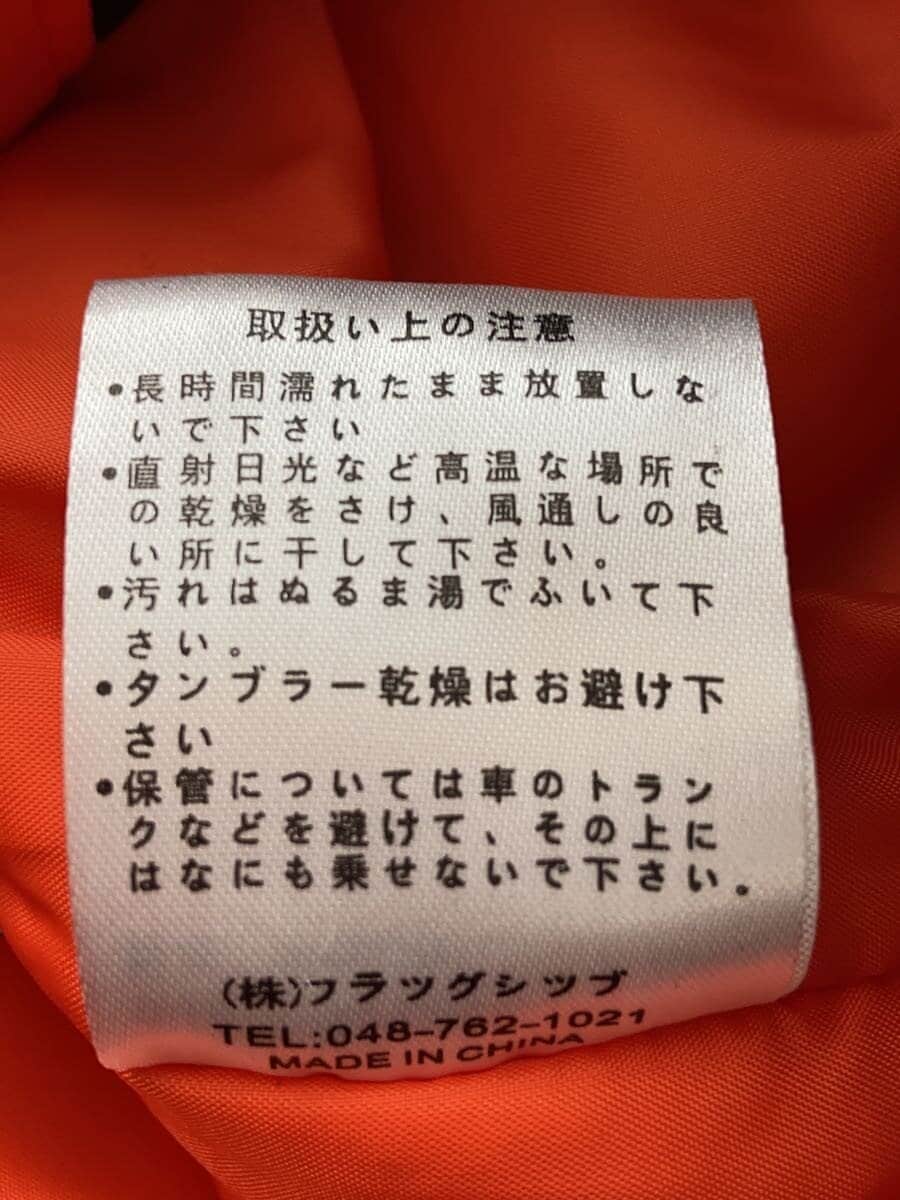 取扱い上の注意
•長時間濡れたまま放置しな
いで下さい
•直射日光など高温な場所で
の乾燥をさけ、風通しの良
い所に干して下さい。
•汚れはぬるま湯でふいて下
さい。
•タンブラー乾燥はお避け下
さい
•保管については車のトラン
クなどを避けて、その上に
はなにも乗せないで下さい。
(株)フラッグシップ
TEL:048-762-1021
MADE IN CHINA